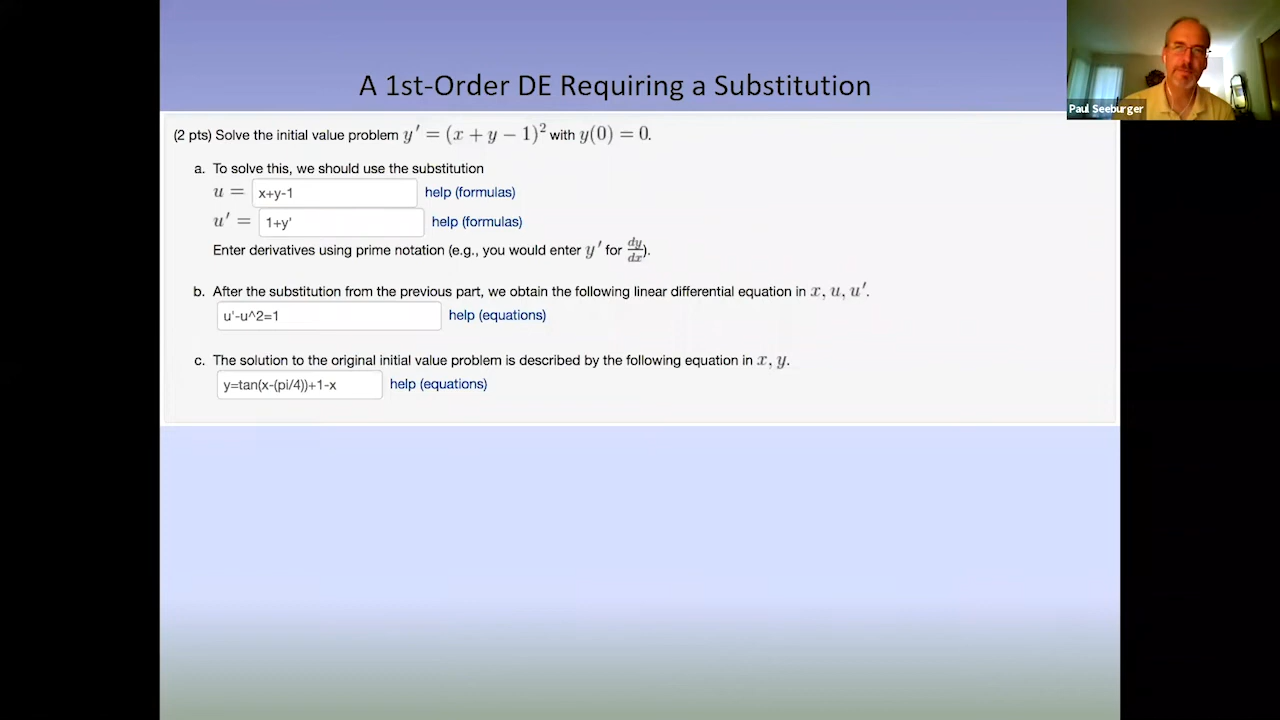 A 1st-Order DE Requiring a Substitution
Paul Seeburger
(2 pts) Solve the initial value problem y′ = (x + y − 1)² with y(0) = 0.
a. To solve this, we should use the substitution
u = x+y-1 help (formulas)
u′ = 1+y' help (formulas)
Enter derivatives using prime notation (e.g., you would enter y′ for dy/dx).
b. After the substitution from the previous part, we obtain the following linear differential equation in x, u, u′.
u'-u^2=1 help (equations)
c. The solution to the original initial value problem is described by the following equation in x, y.
y=tan(x-(pi/4))+1-x help (equations)